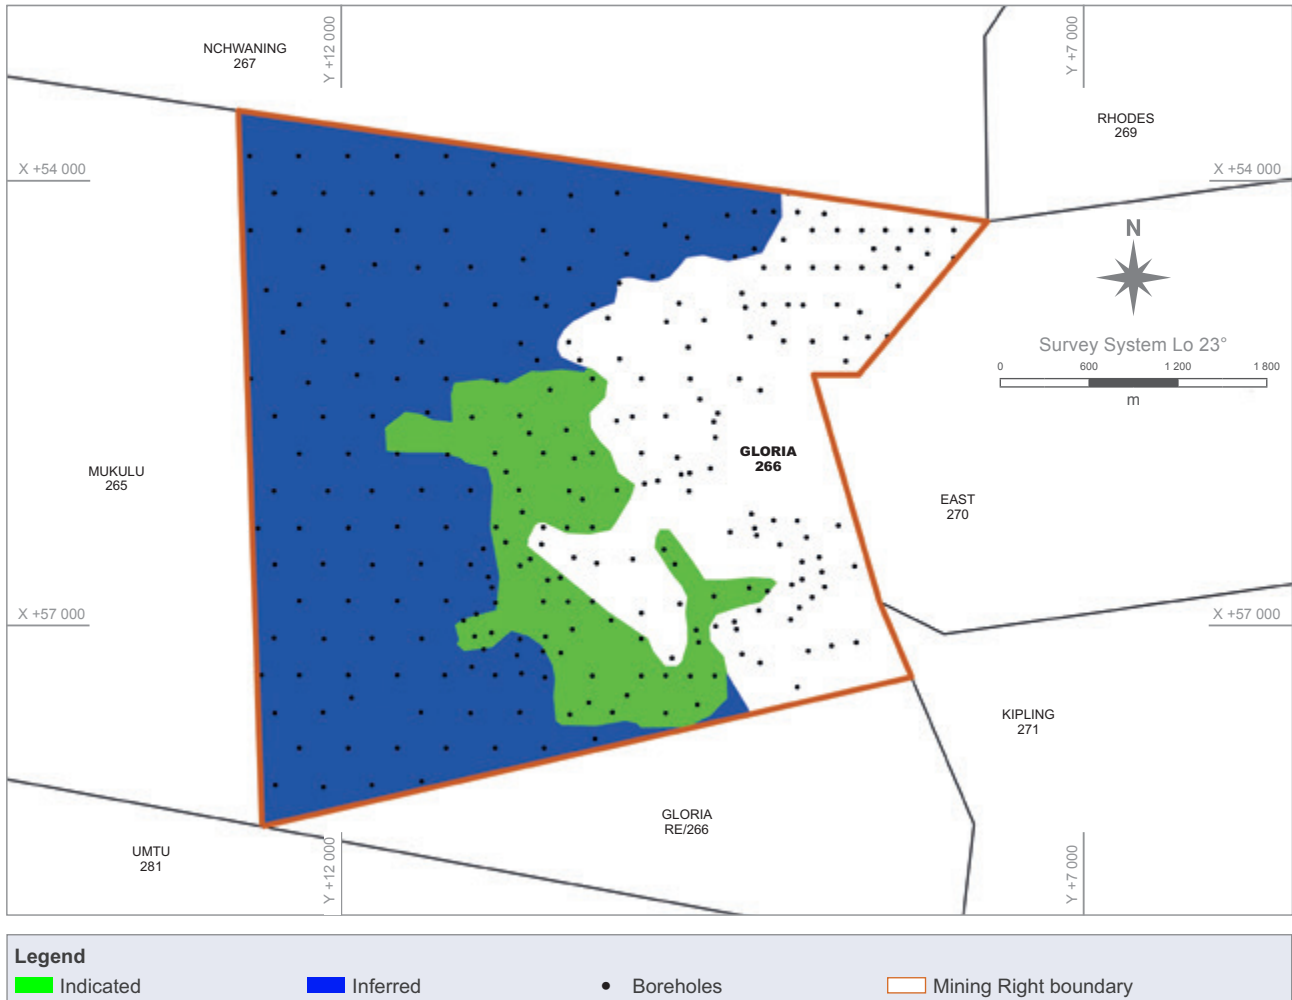 NCHWANING
267
Y +12 000
Y +7 000
RHODES
269
X +54 000
X +54 000
N
Survey System Lo 23°
0 600 1 200 1 800
m
GLORIA
266
MUKULU
265
EAST
270
X +57 000
X +57 000
KIPLING
271
GLORIA
RE/266
UMTU
281
Y +12 000
Y +7 000
Legend
Indicated Inferred Boreholes Mining Right boundary